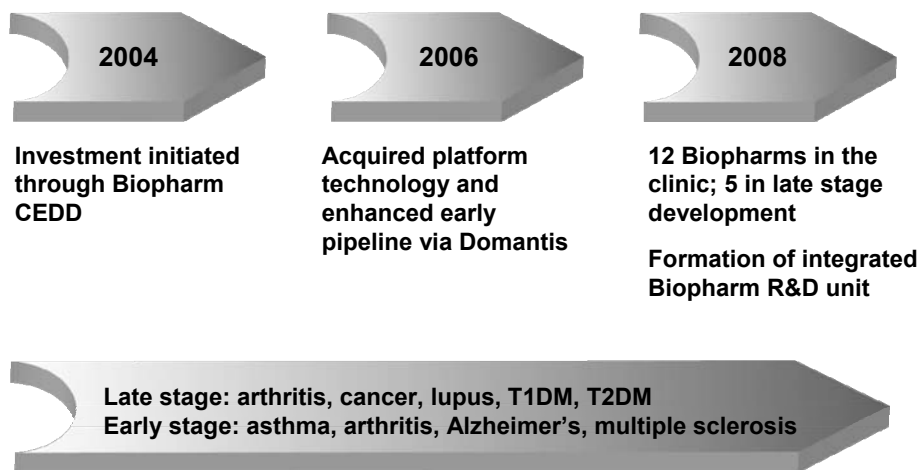 2004
Investment initiated
through Biopharm
CEDD
2006
Acquired platform
technology and
enhanced early
pipeline via Domantis
2008
12 Biopharms in the
clinic; 5 in late stage
development
Formation of integrated
Biopharm R&D unit
Late stage: arthritis, cancer, lupus, T1DM, T2DM
Early stage: asthma, arthritis, Alzheimer’s, multiple sclerosis